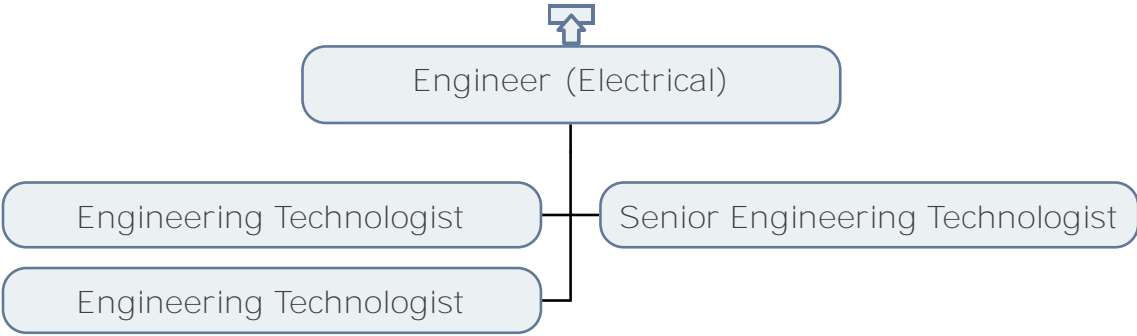 Engineer (Electrical)
Engineering Technologist
Senior Engineering Technologist
Engineering Technologist